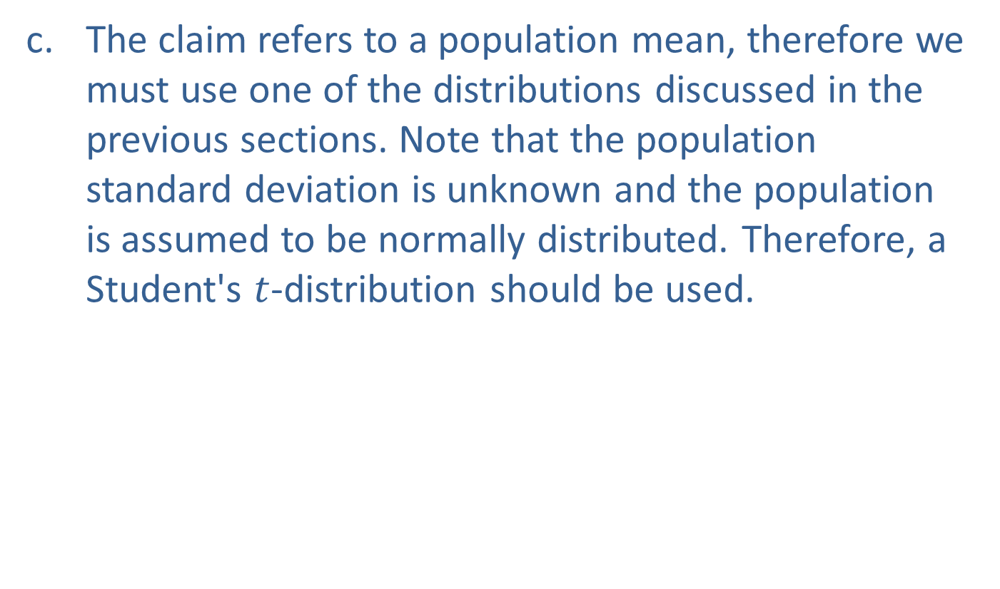 c. The claim refers to a population mean, therefore we
must use one of the distributions discussed in the
previous sections. Note that the population
standard deviation is unknown and the population
is assumed to be normally distributed. Therefore, a
Student's t-distribution should be used.